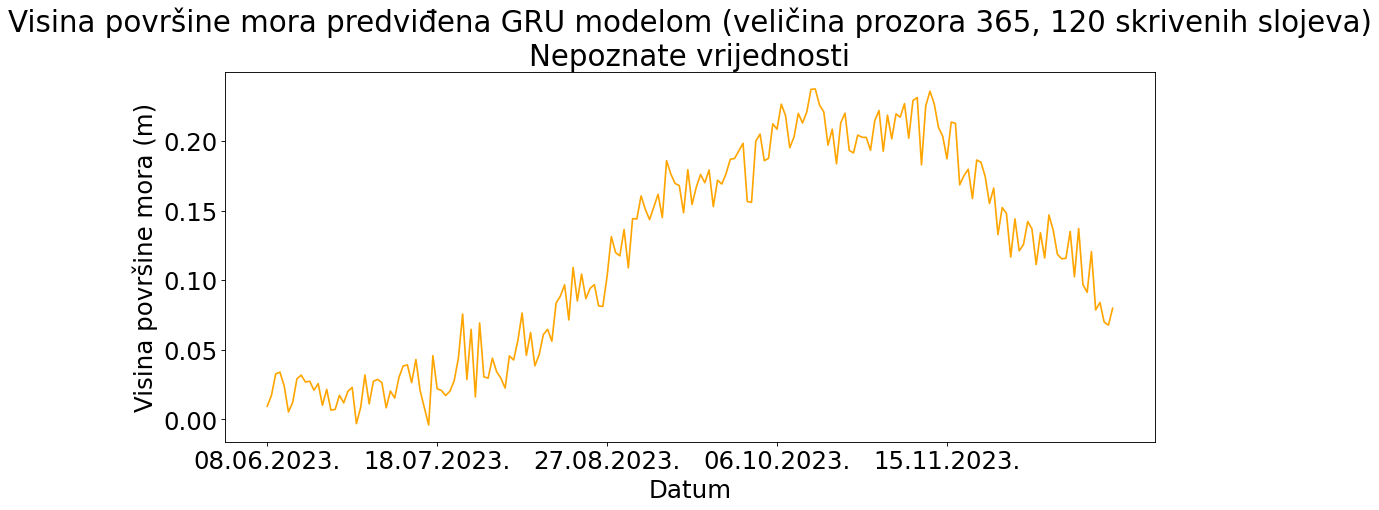 Visina površine mora predviđena GRU modelom (veličina prozora 365, 120 skrivenih slojeva)
Nepoznate vrijednosti
Visina površine mora (m)
0.20
0.15
0.10
0.05
0.00
08.06.2023. 18.07.2023. 27.08.2023. 06.10.2023. 15.11.2023.
Datum